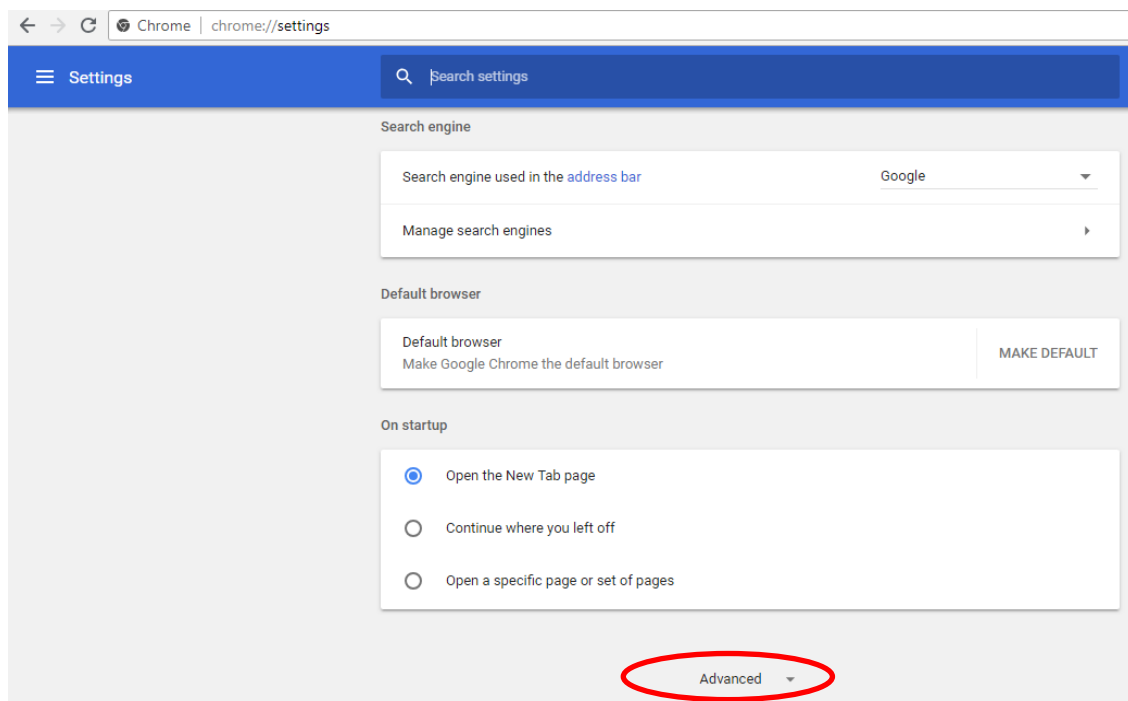 Chrome | chrome://settings
Settings
Search settings
Search engine
Search engine used in the address bar Google
Manage search engines
Default browser
Default browser
Make Google Chrome the default browser
MAKE DEFAULT
On startup
Open the New Tab page
Continue where you left off
Open a specific page or set of pages
Advanced